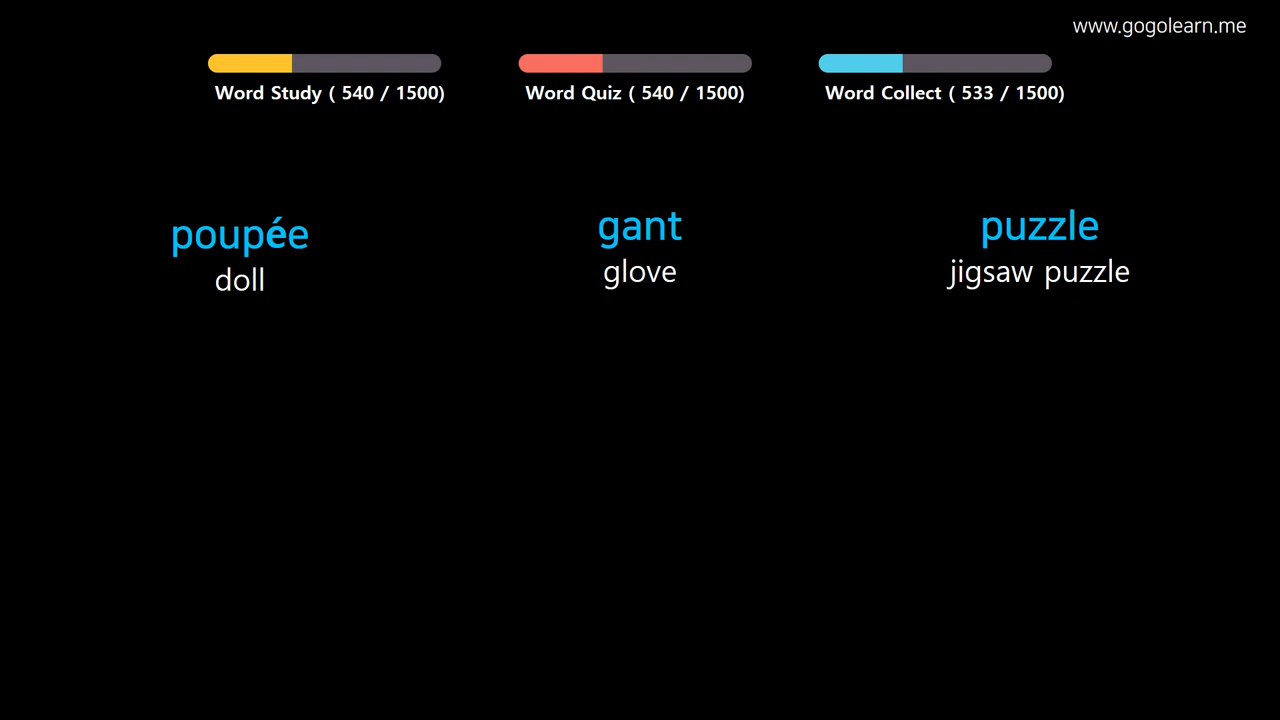 www.gogolearn.me
Word Study ( 540 / 1500)
Word Quiz ( 540 / 1500)
Word Collect ( 533 / 1500)
poupée
doll
gant
glove
puzzle
jigsaw puzzle